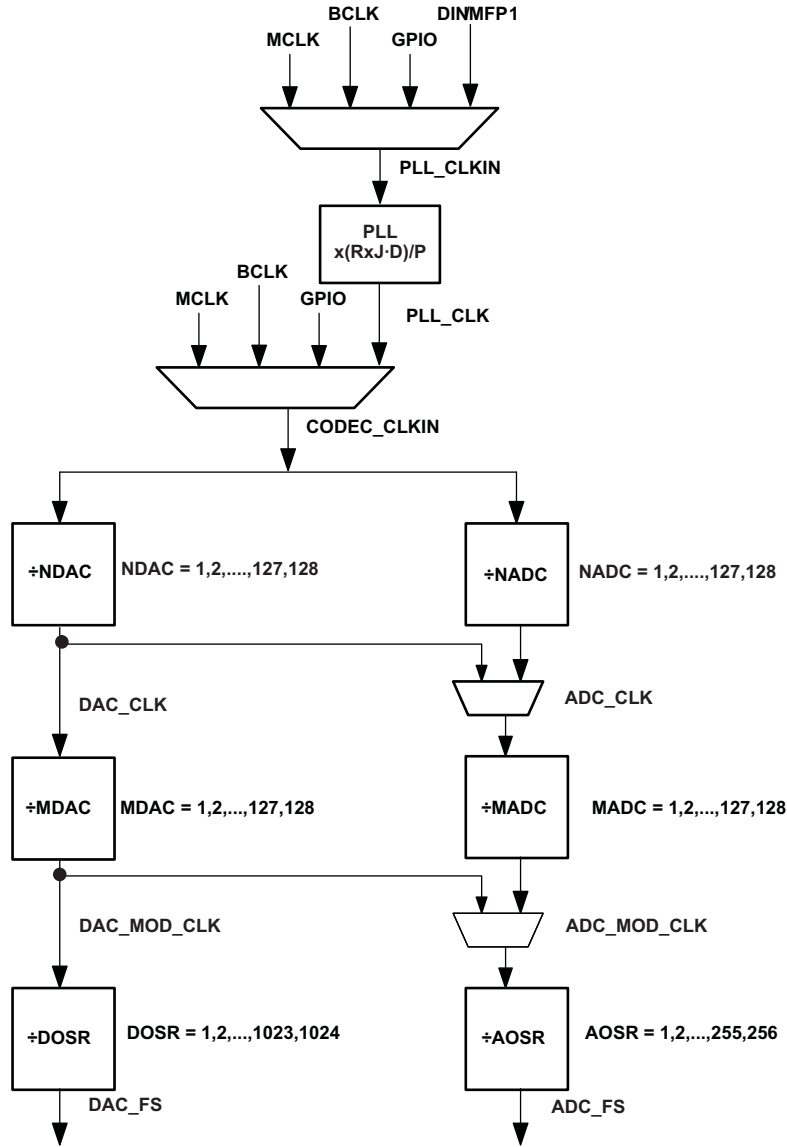 BCLK
DIN/MFP1
MCLK
GPIO
PLL_CLKIN
PLL
x(RxJ·D)/P
BCLK
MCLK
GPIO
PLL_CLK
CODEC_CLKIN
÷NDAC
NDAC = 1,2,....,127,128
÷NADC
NADC = 1,2,....,127,128
DAC_CLK
ADC_CLK
÷MDAC
MDAC = 1,2,...,127,128
÷MADC
MADC = 1,2,...,127,128
DAC_MOD_CLK
ADC_MOD_CLK
÷DOSR
DOSR = 1,2,...,1023,1024
÷AOSR
AOSR = 1,2,...,255,256
DAC_FS
ADC_FS